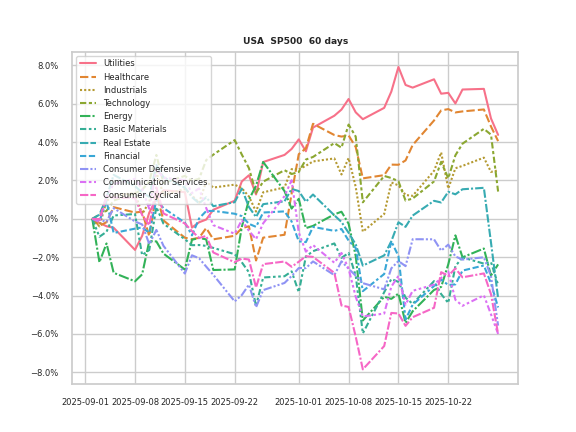 USA SP500 60 days
8.0%
6.0%
4.0%
2.0%
0.0%
−2.0%
−4.0%
−6.0%
−8.0%
Utilities
Healthcare
Industrials
Technology
Energy
Basic Materials
Real Estate
Financial
Consumer Defensive
Communication Services
Consumer Cyclical
2025-09-01 2025-09-08 2025-09-15 2025-09-22 2025-10-01 2025-10-08 2025-10-15 2025-10-22